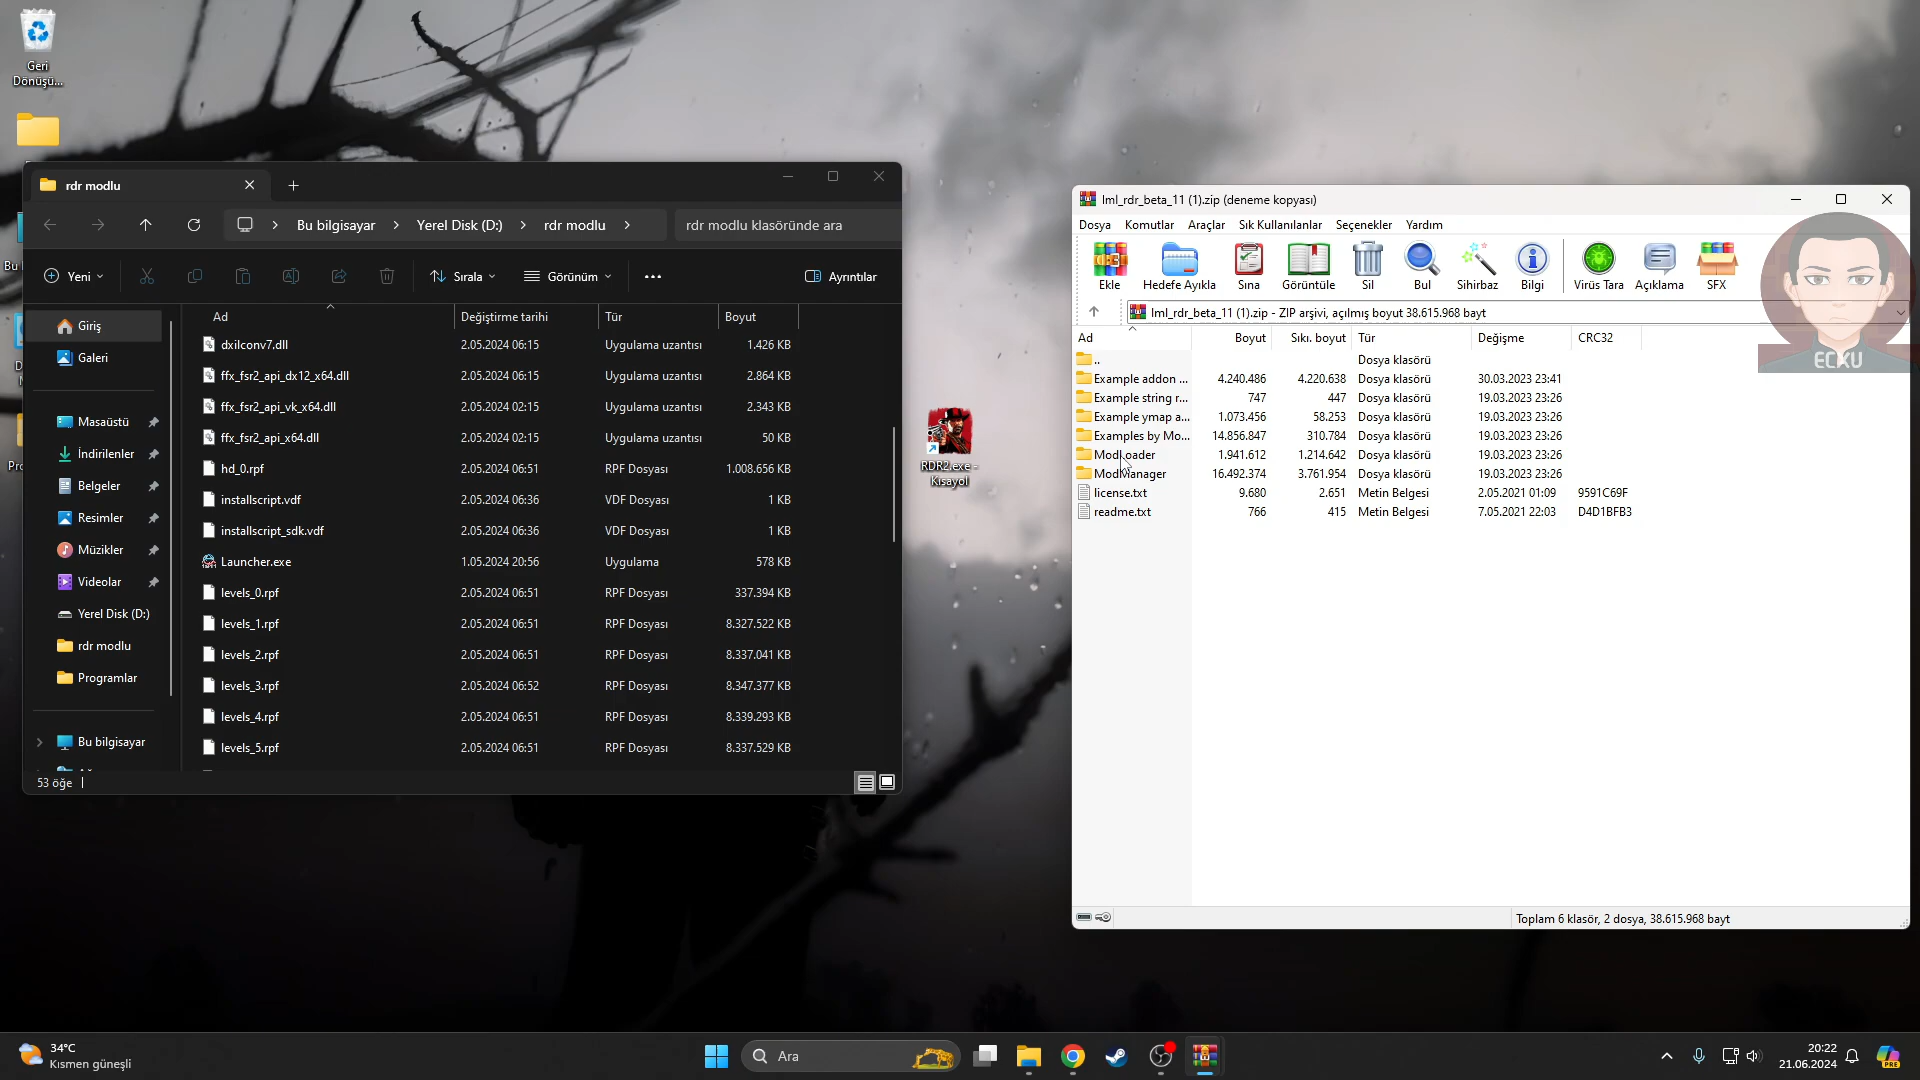 Geri
Dönüşü...
rdr modlu
Bu bilgisayar
Yerel Disk (D:)
rdr modlu
rdr modlu klasöründe ara
Yeni
Sırala
Görünüm
Ayrıntılar
Giriş
Galeri
Masaüstü
İndirilenler
Belgeler
Resimler
Müzikler
Videolar
Yerel Disk (D:)
rdr modlu
Programlar
Bu bilgisayar
Ad Değiştirme tarihi Tür Boyut
dxilconv7.dll 2.05.2024 06:15 Uygulama uzantısı 1.426 KB
ffx_fsr2_api_dx12_x64.dll 2.05.2024 06:15 Uygulama uzantısı 2.864 KB
ffx_fsr2_api_vk_x64.dll 2.05.2024 02:15 Uygulama uzantısı 2.343 KB
ffx_fsr2_api_x64.dll 2.05.2024 02:15 Uygulama uzantısı 50 KB
hd_0.rpf 2.05.2024 06:51 RPF Dosyası 1.008.656 KB
installscript.vdf 2.05.2024 06:36 VDF Dosyası 1 KB
installscript_sdk.vdf 2.05.2024 06:36 VDF Dosyası 1 KB
Launcher.exe 1.05.2024 20:56 Uygulama 578 KB
levels_0.rpf 2.05.2024 06:51 RPF Dosyası 337.394 KB
levels_1.rpf 2.05.2024 06:51 RPF Dosyası 8.327.522 KB
levels_2.rpf 2.05.2024 06:51 RPF Dosyası 8.337.041 KB
levels_3.rpf 2.05.2024 06:52 RPF Dosyası 8.347.377 KB
levels_4.rpf 2.05.2024 06:51 RPF Dosyası 8.339.293 KB
levels_5.rpf 2.05.2024 06:51 RPF Dosyası 8.337.529 KB
53 öğe
RDR2.exe -
Kısayol
lml_rdr_beta_11 (1).zip (deneme kopyası)
Dosya Komutlar Araçlar Sık Kullanılanlar Seçenekler Yardım
Ekle Hedefe Ayıkla Sına Görüntüle Sil Bul Sihirbaz Bilgi Virüs Tara Açıklama SFX
lml_rdr_beta_11 (1).zip - ZIP arşivi, açılmış boyut 38.615.968 bayt
Ad Boyut Sıkı. boyut Tür Değişme CRC32
.. Dosya klasörü
Example addon ... 4.240.486 4.220.638 Dosya klasörü 30.03.2023 23:41
Example string r... 747 447 Dosya klasörü 19.03.2023 23:26
Example ymap a... 1.073.456 58.253 Dosya klasörü 19.03.2023 23:26
Examples by Mo... 14.856.847 310.784 Dosya klasörü 19.03.2023 23:26
ModLoader 1.941.612 1.214.642 Dosya klasörü 19.03.2023 23:26
ModManager 16.492.374 3.761.954 Dosya klasörü 19.03.2023 23:26
license.txt 9.680 2.651 Metin Belgesi 2.05.2021 01:09 9591C69F
readme.txt 766 415 Metin Belgesi 7.05.2021 22:03 D4D1BFB3
Toplam 6 klasör, 2 dosya, 38.615.968 bayt
ECKU
34°C
Kısmen güneşli
Ara
20:22
21.06.2024
PRE